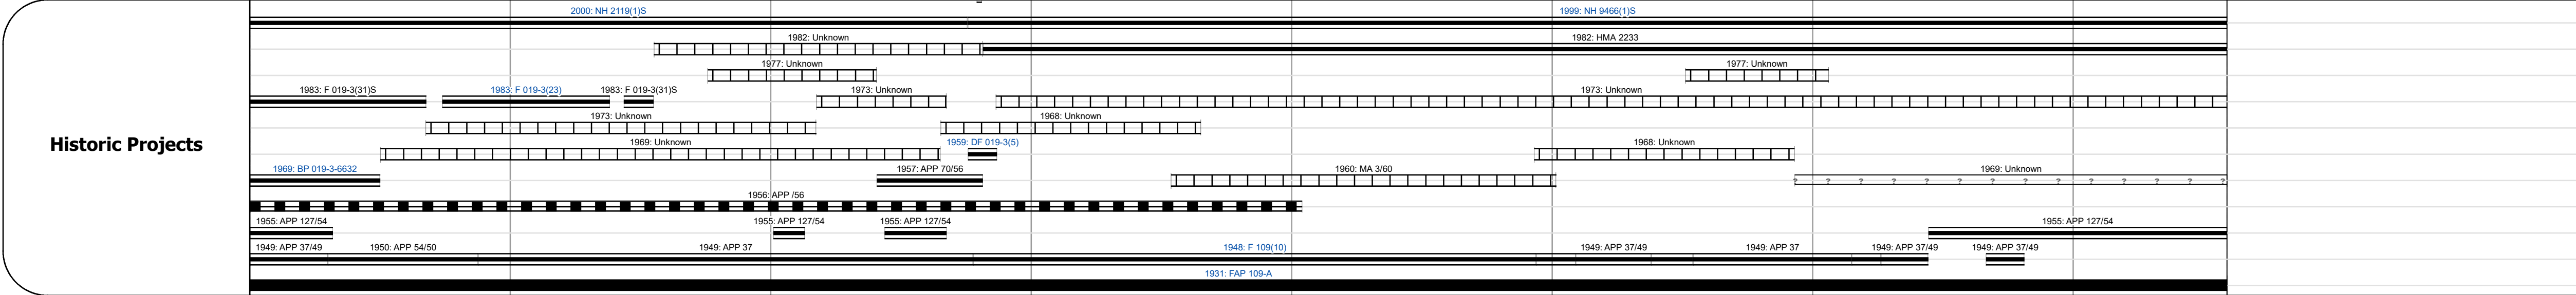 2000: NH 2119(1)S 1999: NH 9466(1)S
1982: Unknown 1982: HMA 2233
1977: Unknown 1977: Unknown
1983: F 019-3(31)S 1983: F 019-3(23) 1983: F 019-3(31)S 1973: Unknown 1973: Unknown
1973: Unknown 1968: Unknown
Historic Projects
1969: Unknown 1959: DF 019-3(5) 1968: Unknown
1969: BP 019-3-6632 1957: APP 70/56 1960: MA 3/60 1969: Unknown
? ? ? ? ? ? ? ? ? ? ? ? ? ?
1956: APP /56
1955: APP 127/54 1955: APP 127/54 1955: APP 127/54 1955: APP 127/54
1949: APP 37/49 1950: APP 54/50 1949: APP 37 1948: F 109(10) 1949: APP 37/49 1949: APP 37 1949: APP 37/49 1949: APP 37/49
1931: FAP 109-A